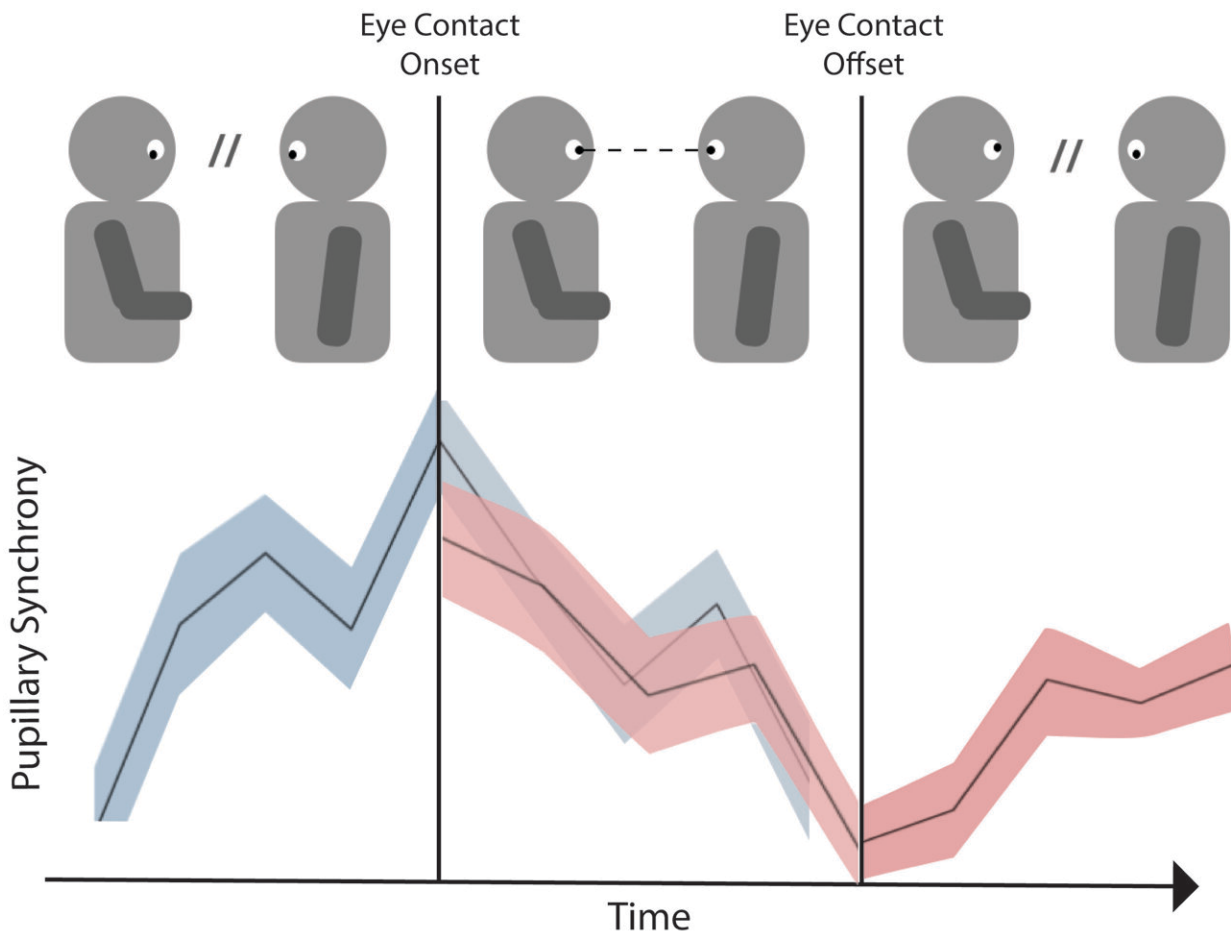 Eye Contact
Onset
Eye Contact
Offset
//
//
Pupillary Synchrony
Time